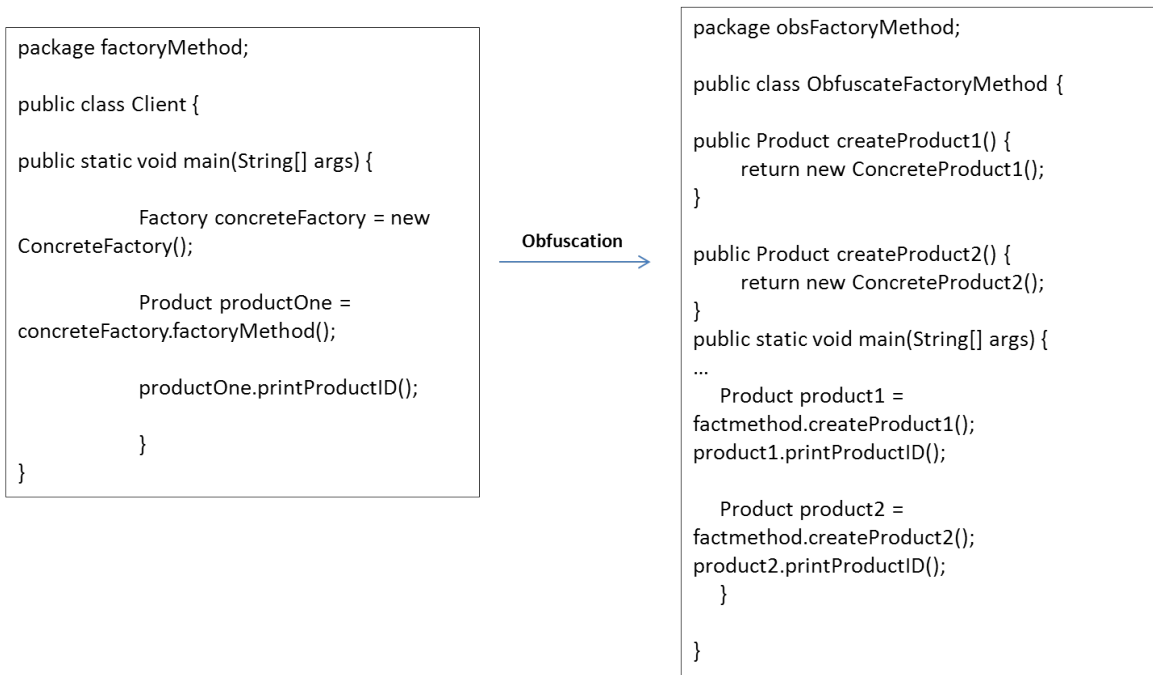 package factoryMethod;
public class Client {
public static void main(String[] args) {
Factory concreteFactory = new
ConcreteFactory();
Product productOne =
concreteFactory.factoryMethod();
productOne.printProductID();
}
}
Obfuscation
package obsFactoryMethod;
public class ObfuscateFactoryMethod {
public Product createProduct1() {
return new ConcreteProduct1();
}
public Product createProduct2() {
return new ConcreteProduct2();
}
public static void main(String[] args) {
...
Product product1 =
factmethod.createProduct1();
product1.printProductID();
Product product2 =
factmethod.createProduct2();
product2.printProductID();
}
}